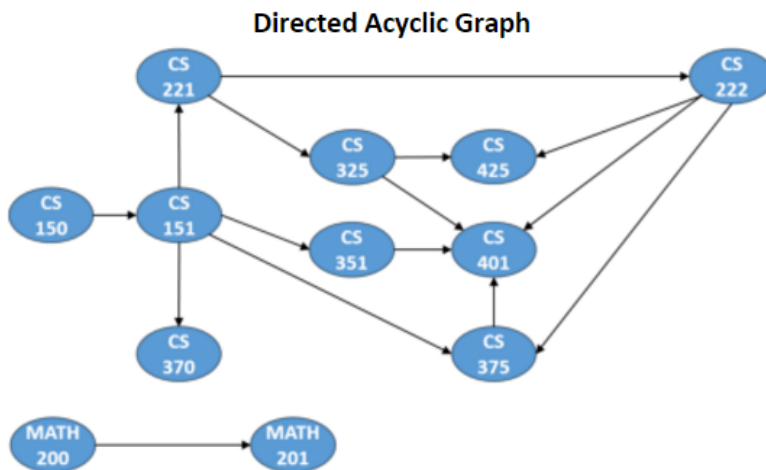 Directed Acyclic Graph
CS
221
CS
222
CS
325
CS
425
CS
150
CS
151
CS
351
CS
401
CS
370
CS
375
MATH
200
MATH
201